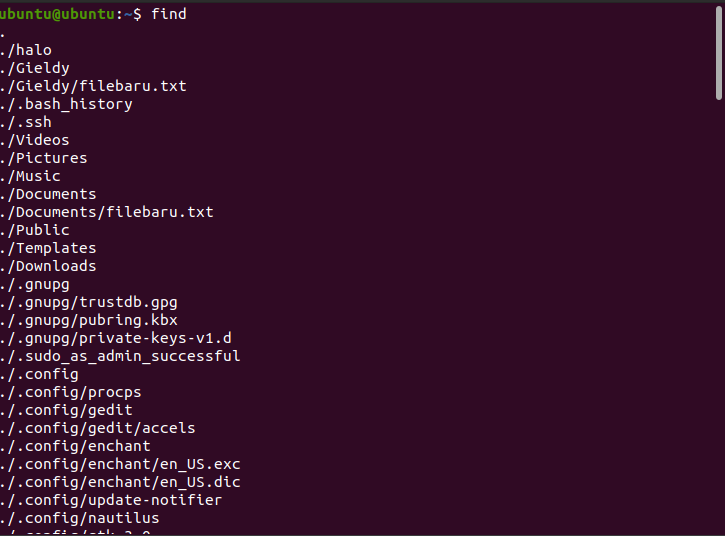 ubuntu@ubuntu:~$ find
.
./halo
./Gieldy
./Gieldy/filebaru.txt
./.bash_history
./.ssh
./Videos
./Pictures
./Music
./Documents
./Documents/filebaru.txt
./Public
./Templates
./Downloads
./.gnupg
./.gnupg/trustdb.gpg
./.gnupg/pubring.kbx
./.gnupg/private-keys-v1.d
./.sudo_as_admin_successful
./.config
./.config/procps
./.config/gedit
./.config/gedit/accels
./.config/enchant
./.config/enchant/en_US.exc
./.config/enchant/en_US.dic
./.config/update-notifier
./.config/nautilus